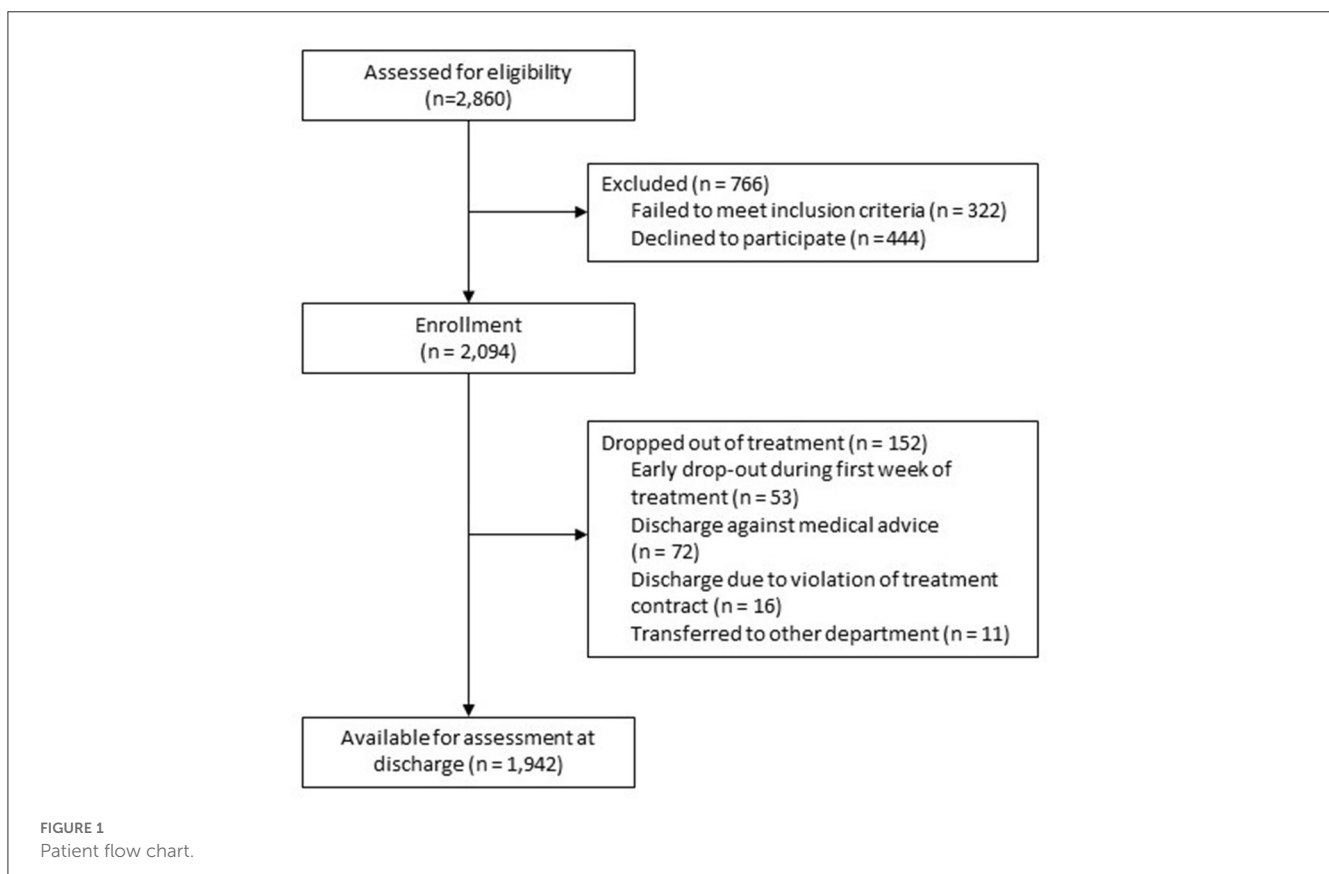 Assessed for eligibility
(n=2,860)
Excluded (n = 766)
Failed to meet inclusion criteria (n = 322)
Declined to participate (n =444)
Enrollment
(n = 2,094)
Dropped out of treatment (n = 152)
Early drop-out during first week of
treatment (n = 53)
Discharge against medical advice
(n = 72)
Discharge due to violation of treatment
contract (n = 16)
Transferred to other department (n = 11)
Available for assessment at
discharge (n = 1,942)
FIGURE 1
Patient flow chart.